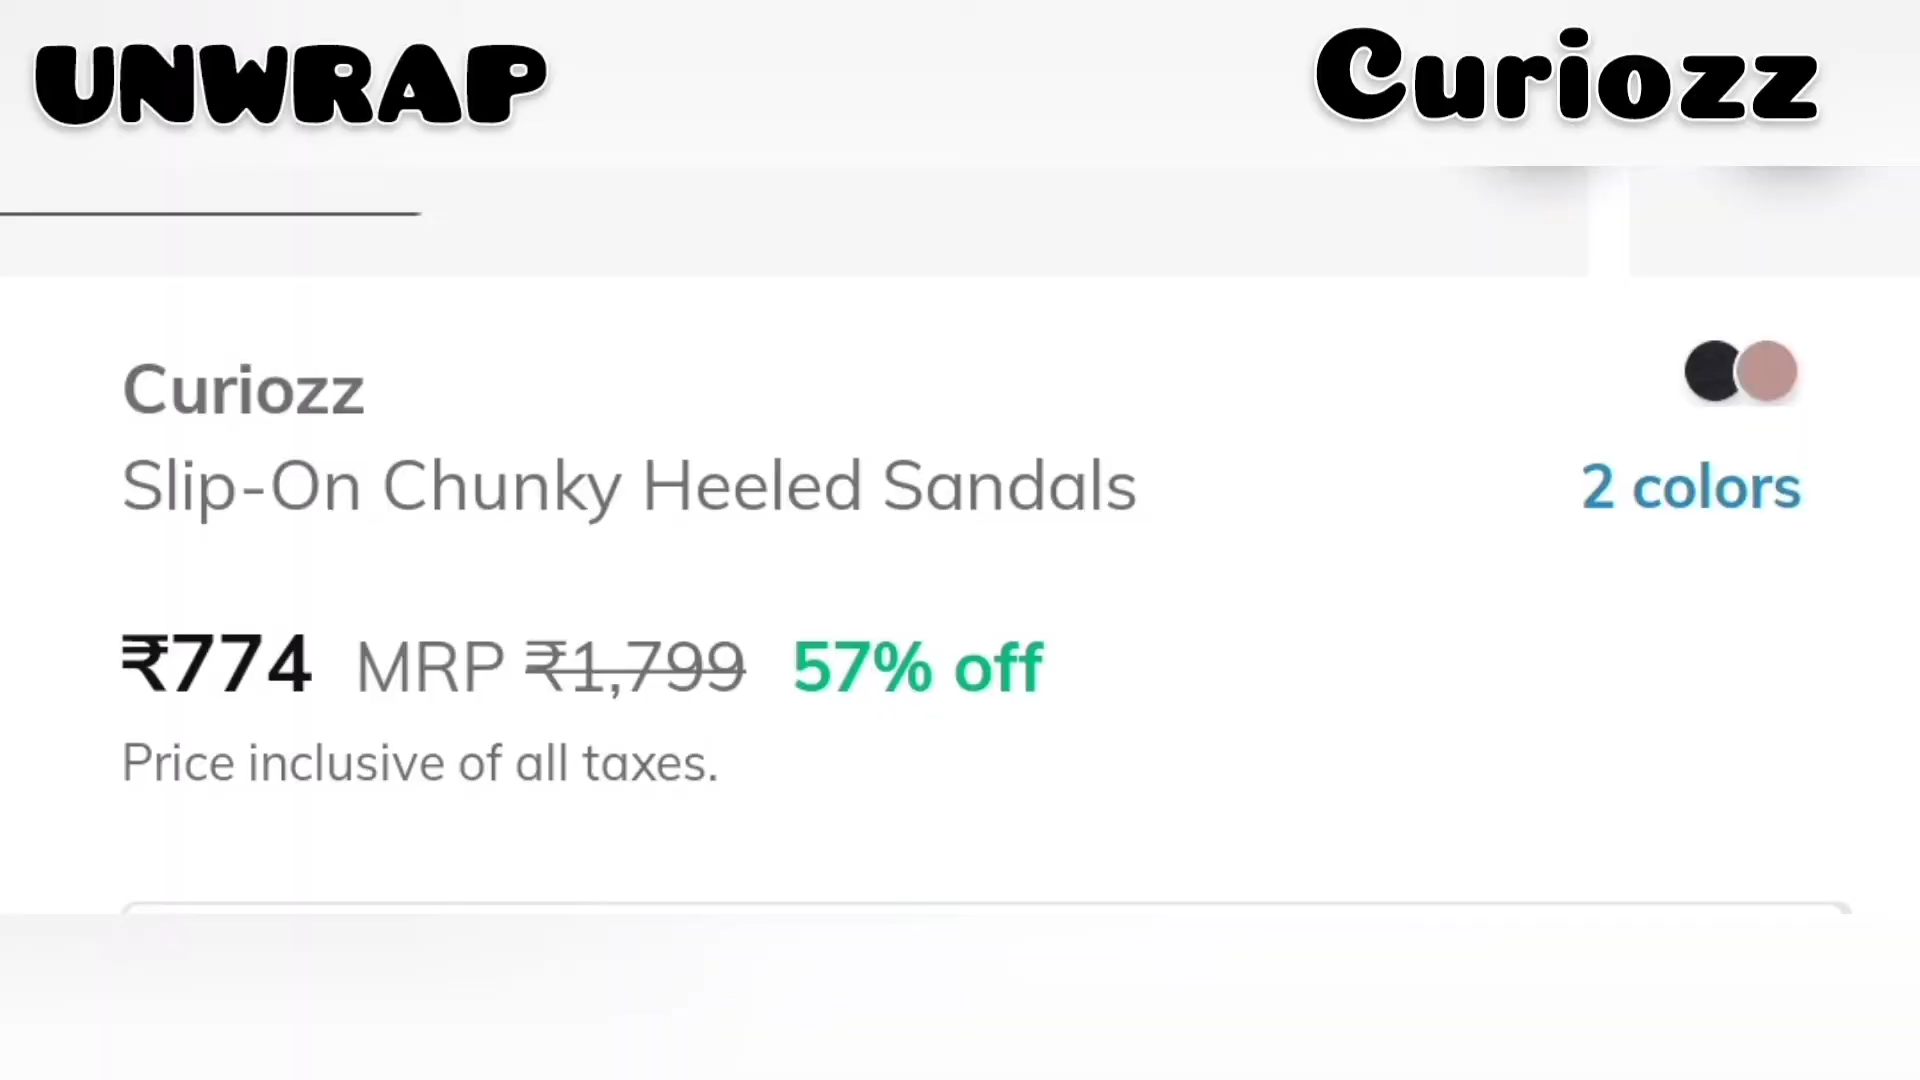 UNWRAP
Curiozz
Curiozz
Slip-On Chunky Heeled Sandals
2 colors
₹774 MRP ₹1,799 57% off
Price inclusive of all taxes.